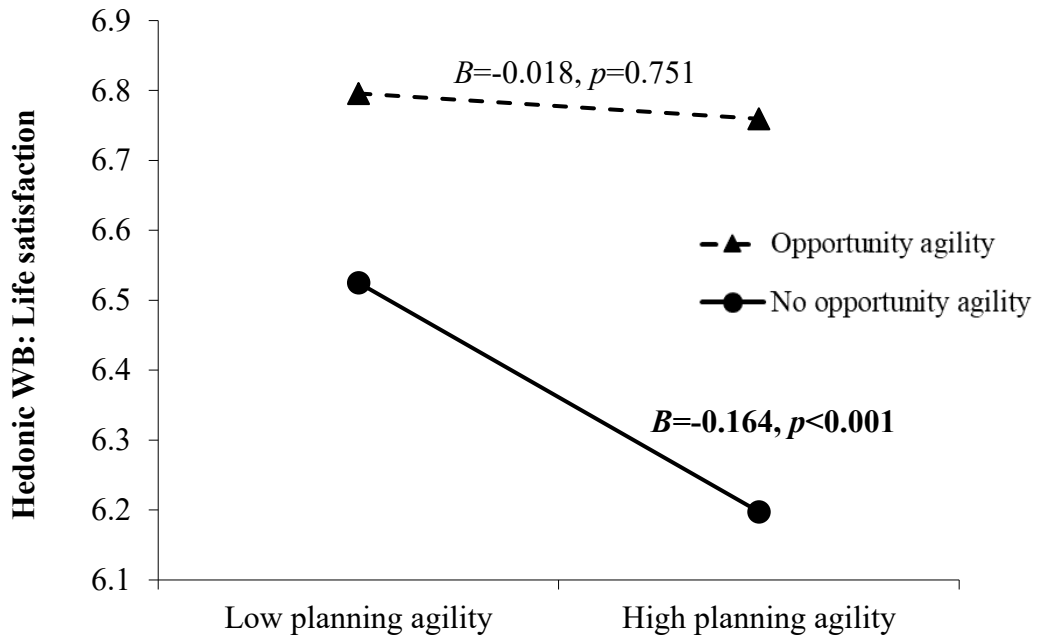 Hedonic WB: Life satisfaction
6.9
6.8
6.7
6.6
6.5
6.4
6.3
6.2
6.1
B=-0.018, p=0.751
Opportunity agility
No opportunity agility
B=-0.164, p<0.001
Low planning agility
High planning agility